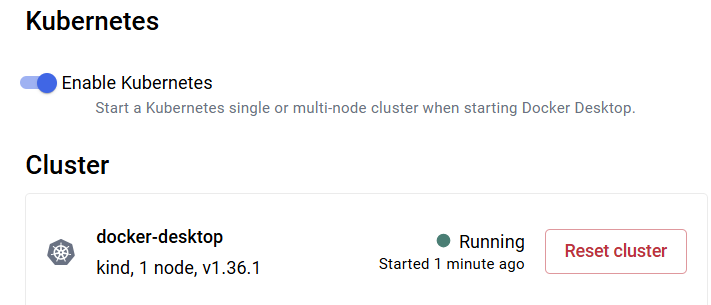 Kubernetes
Enable Kubernetes
Start a Kubernetes single or multi-node cluster when starting Docker Desktop.
Cluster
docker-desktop
kind, 1 node, v1.36.1
Running
Started 1 minute ago
Reset cluster